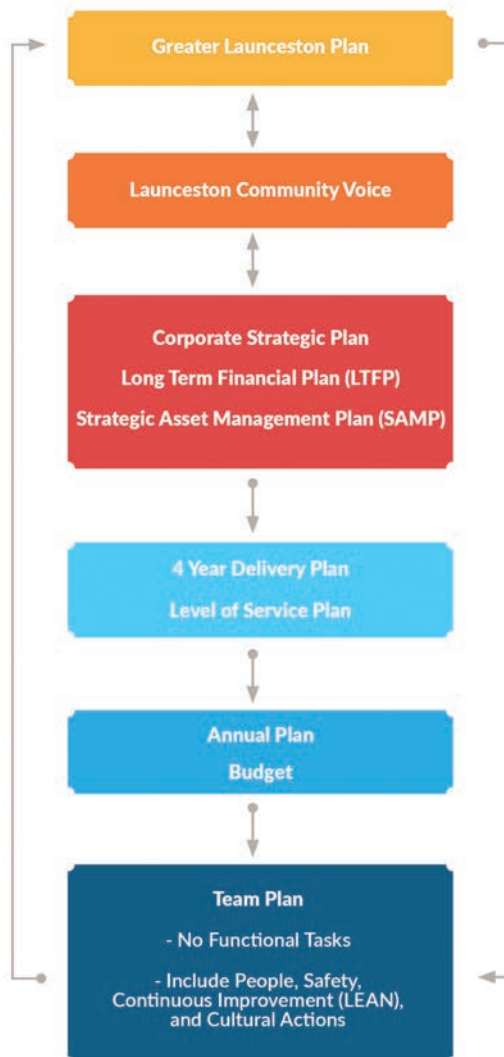 Greater Launceston Plan
Launceston Community Voice
Corporate Strategic Plan
Long Term Financial Plan (LTFP)
Strategic Asset Management Plan (SAMP)
4 Year Delivery Plan
Level of Service Plan
Annual Plan
Budget
Team Plan
- No Functional Tasks
- Include People, Safety,
Continuous Improvement (LEAN),
and Cultural Actions